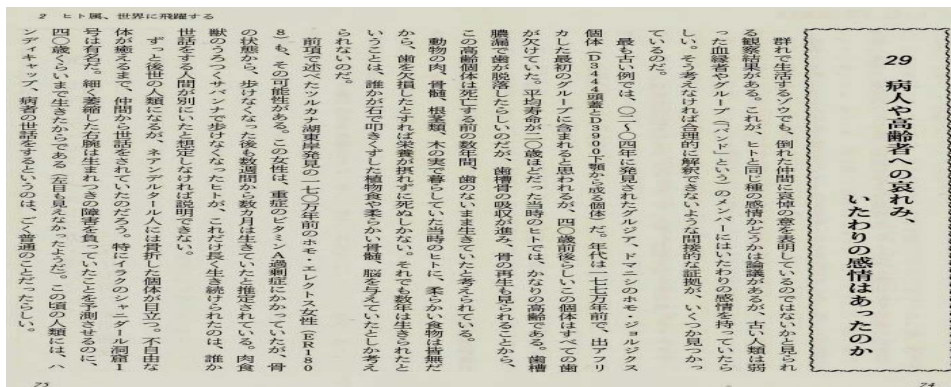 2 ヒト属、世界に飛躍する
29 病人や高齢者への哀れみ、
いたわりの感情はあったのか
群れで生活するゾウでも、倒れた仲間に哀悼の意を表明しているのではないかと見られ
る観察結果がある。これが、ヒトと同じ種の感情かどうかは論議があるが、古い人類は弱
った血縁者やグループ（「バンド」という）のメンバーにはいたわりの感情を持っていたら
しい。そう考えなければ合理的に解釈できないような間接的な証拠が、いくつか見つかっ
ているのだ。
最も古い例では、〇二〜〇四年に発見されたグルジア、ドマニシのホモ・ジョルジクス
個体（D3444頭蓋とD3900下顎から成る個体）だ。年代は一七七万年前で、出アフリ
カした最初のグループに含まれると思われるが、四〇歳前後らしいこの個体はすべての歯
が欠けていた。平均寿命が二〇歳ほどだった当時のヒトでは、かなりの高齢である。歯槽
膿漏で歯が脱落したらしいのだが、歯槽骨の吸収が進み、骨の再生も見られることから、
この高齢個体は死亡する前の数年間、歯のないまま生きていたと考えられている。
動物の肉、骨髄、根茎類、木の実で暮らしていた当時のヒトに、柔らかい食物は皆無だ
から、歯を欠損したとすれば栄養が摂れずに死ぬしかない。それでも数年は生きられたと
いうことは、誰かが石で叩きくずした植物食や柔らかい骨髄、脳を与えていたとしか考え
られないのだ。
前項で述べたツルカナ湖東岸発見の一七〇万年前のホモ・エレクトス女性（ER180
8）も、その可能性がある。この女性は、重症のビタミンA過剰症にかかっていたが、骨
の状態から、歩けなくなった後も数週間から数カ月は生きていたと推定されている。肉食
獣のうろつくサバンナで歩けなくなったヒトが、これだけ長く生き続けられたのは、誰か
世話をする人間が別にいたと想定しなければ説明できない。
ずっと後世の人類になるが、ネアンデルタール人には骨折した個体が目立つ。不自由な
体が癒えるまで、仲間から世話をされていたのだろう。特にイラクのシャニダール洞窟1
号は有名だ。細く萎縮した右腕は生まれつきの障害を負っていたことを予測させるのに、
四〇歳くらいまで生きたからである（左目も見えなかったようだ）。この頃の人類には、ハ
ンディキャップ、病者の世話をするというのは、ごく普通のことだったらしい。
75
74